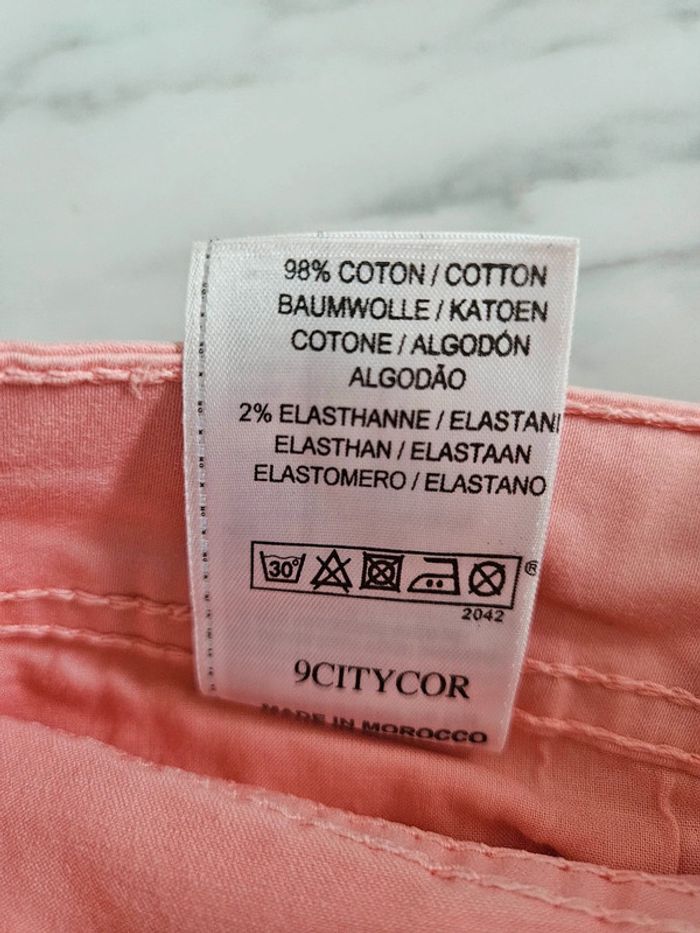 98% COTON / COTTON
BAUMWOLLE / KATOEN
COTONE / ALGODÓN
ALGODÃO
2% ELASTHANNE / ELASTAN
ELASTHAN / ELASTAAN
ELASTOMERO / ELASTANO
30°
®
2042
9CITYCOR
MADE IN MOROCCO